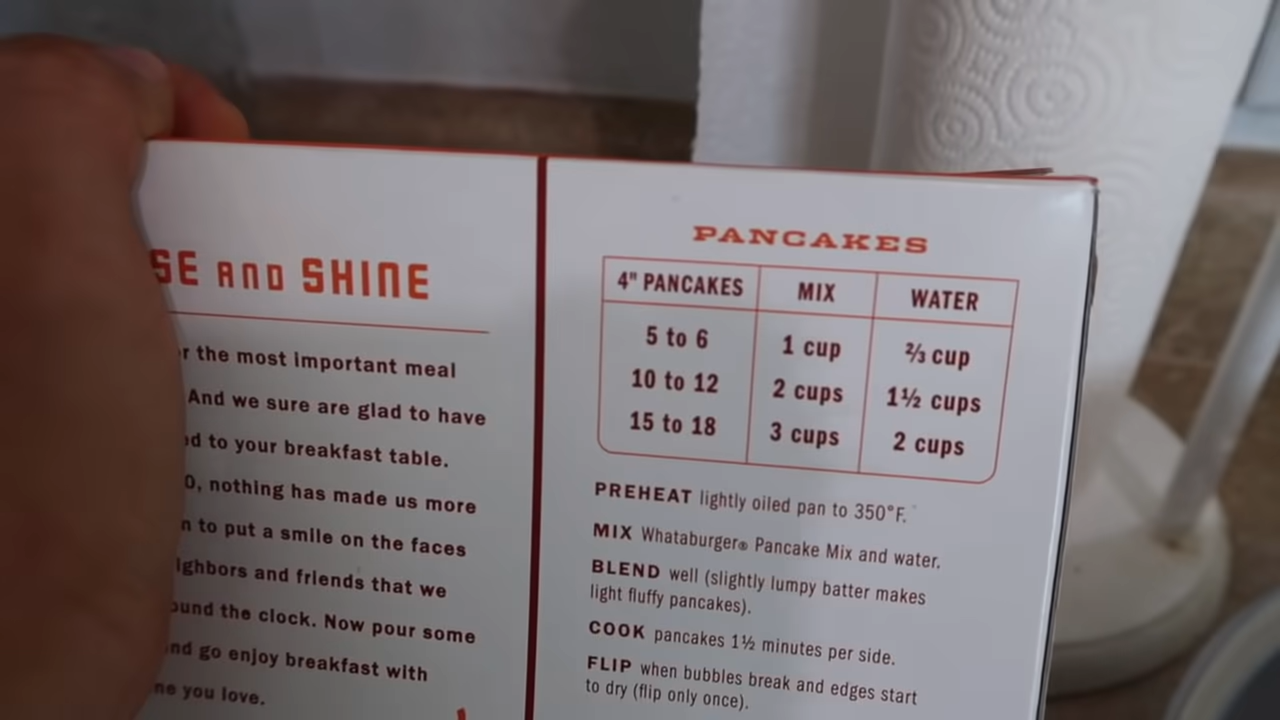 SE AND SHINE
the most important meal
And we sure are glad to have
to your breakfast table.
nothing has made us more
to put a smile on the faces
and friends that we
the clock. Now pour some
go enjoy breakfast with
you love.
PANCAKES
4" PANCAKES MIX WATER
5 to 6 1 cup ⅔ cup
10 to 12 2 cups 1½ cups
15 to 18 3 cups 2 cups
PREHEAT lightly oiled pan to 350°F.
MIX Whataburger® Pancake Mix and water.
BLEND well (slightly lumpy batter makes
light fluffy pancakes).
COOK pancakes 1½ minutes per side.
FLIP when bubbles break and edges start
to dry (flip only once).